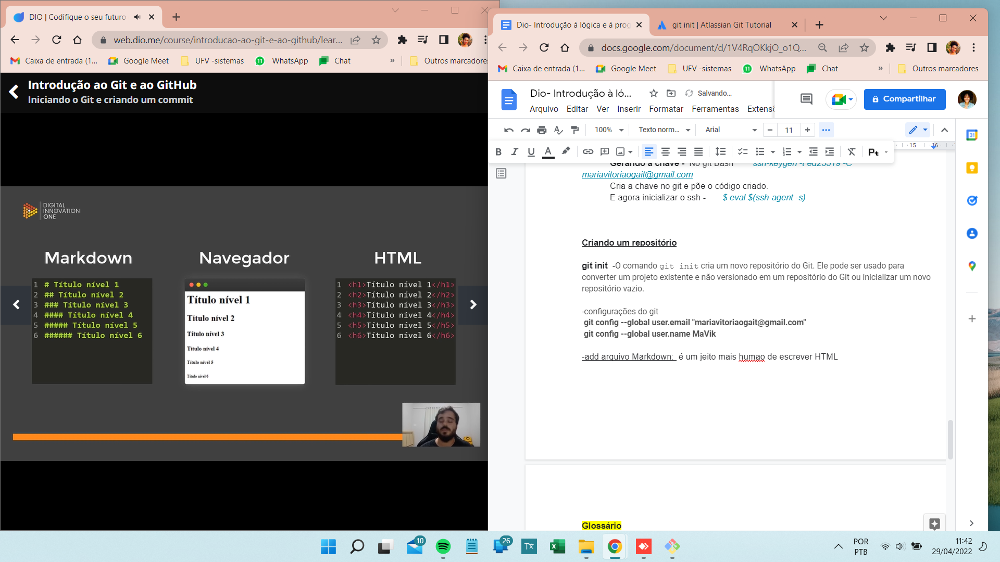 DIO | Codifique o seu futuro
web.dio.me/course/introducao-ao-git-e-ao-github/lear...
Caixa de entrada (1...
Google Meet
UFV -sistemas
11
WhatsApp
Chat
»
Outros marcadores
Introdução ao Git e ao GitHub
Iniciando o Git e criando um commit
DIGITAL
INNOVATION
ONE
Markdown
1 # Título nível 1
2 ## Título nível 2
3 ### Título nível 3
4 #### Título nível 4
5 ##### Título nível 5
6 ###### Título nível 6
Navegador
Título nível 1
Título nível 2
Título nível 3
Título nível 4
Título nível 5
Título nível 6
HTML
1 <h1>Título nível 1</h1>
2 <h2>Título nível 2</h2>
3 <h3>Título nível 3</h3>
4 <h4>Título nível 4</h4>
5 <h5>Título nível 5</h5>
6 <h6>Título nível 6</h6>
Dio- Introdução à lógica e à prog
git init | Atlassian Git Tutorial
docs.google.com/document/d/1V4RqOKkjO_o1Q...
Caixa de entrada (1...
Google Meet
UFV -sistemas
11
WhatsApp
Chat
»
Outros marcadores
Dio- Introdução à ló...
Salvando...
Compartilhar
Arquivo Editar Ver Inserir Formatar Ferramentas Extensõ
100% Texto norm... Arial 11
15 16
Gerando a chave - No git Bash ssh-keygen -t ed25519 -C
mariavitoriaogait@gmail.com
Cria a chave no git e põe o código criado.
E agora inicializar o ssh - $ eval $(ssh-agent -s)
Criando um repositório
git init -O comando git init cria um novo repositório do Git. Ele pode ser usado para
converter um projeto existente e não versionado em um repositório do Git ou inicializar um novo
repositório vazio.
-configurações do git
git config --global user.email "mariavitoriaogait@gmail.com"
git config --global user.name MaVik
-add arquivo Markdown: é um jeito mais humao de escrever HTML
Glossário
31
10
26
POR
PTB
11:42
29/04/2022